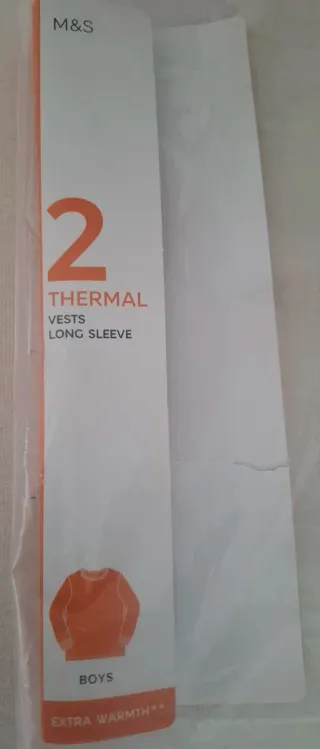 M&S
2
THERMAL
VESTS
LONG SLEEVE
BOYS
EXTRA WARMTH**